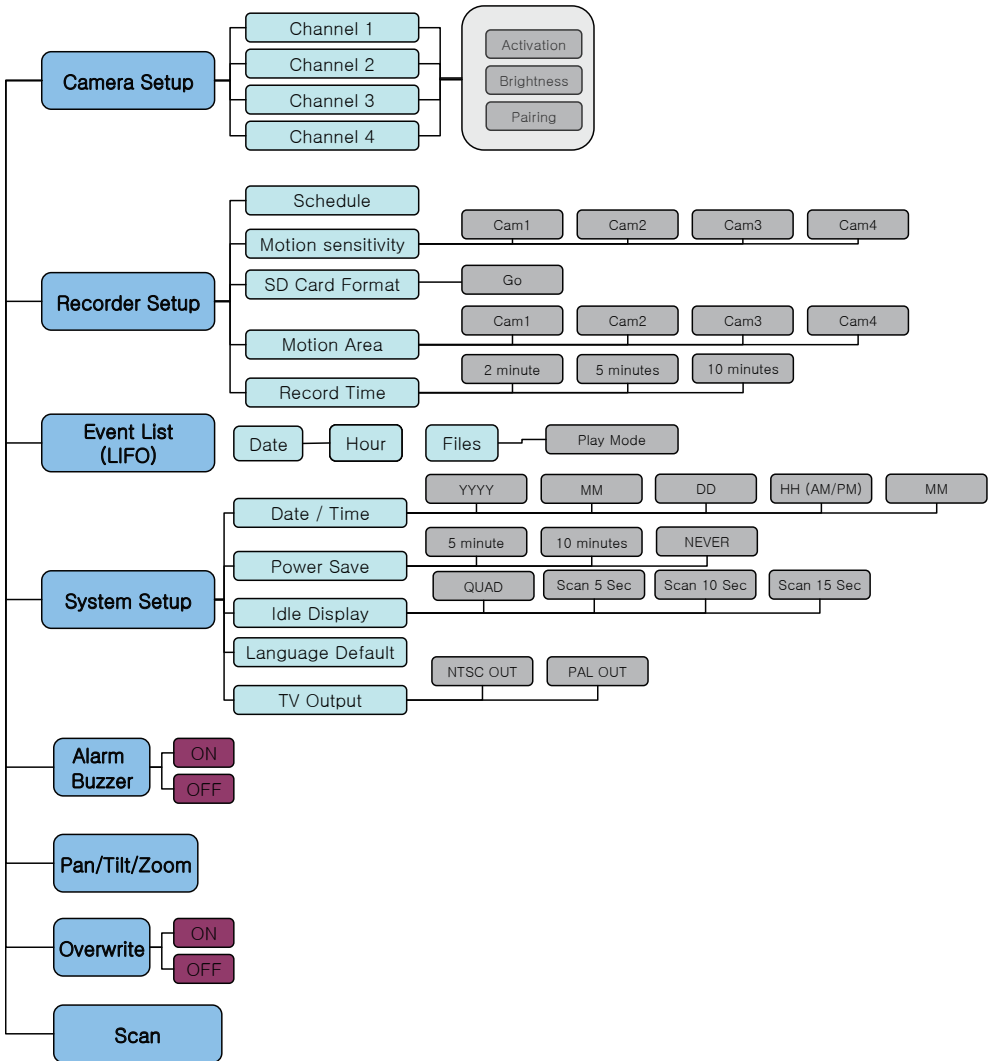 Camera Setup
Channel 1
Channel 2
Channel 3
Channel 4
Activation
Brightness
Pairing
Recorder Setup
Schedule
Motion sensitivity
Cam1
Cam2
Cam3
Cam4
SD Card Format
Go
Motion Area
Cam1
Cam2
Cam3
Cam4
Record Time
2 minute
5 minutes
10 minutes
Event List
(LIFO)
Date
Hour
Files
Play Mode
System Setup
Date / Time
YYYY
MM
DD
HH (AM/PM)
MM
Power Save
5 minute
10 minutes
NEVER
Idle Display
QUAD
Scan 5 Sec
Scan 10 Sec
Scan 15 Sec
Language Default
TV Output
NTSC OUT
PAL OUT
Alarm
Buzzer
ON
OFF
Pan/Tilt/Zoom
Overwrite
ON
OFF
Scan